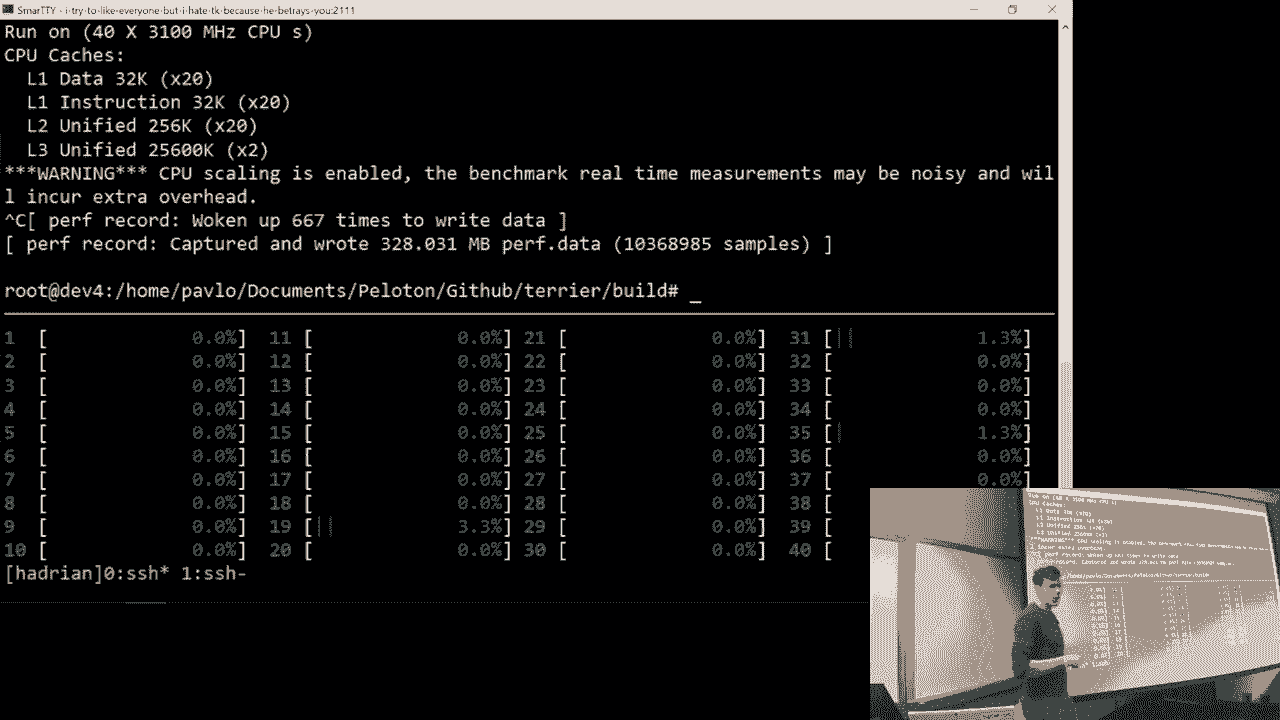 SmarTTY - i-try-to-like-everyone-but-i-hate-tk-because-he-betrays-you:2111
Run on (40 X 3100 MHz CPU s)
CPU Caches:
L1 Data 32K (x20)
L1 Instruction 32K (x20)
L2 Unified 256K (x20)
L3 Unified 25600K (x2)
***WARNING*** CPU scaling is enabled, the benchmark real time measurements may be noisy and wil
l incur extra overhead.
^C[ perf record: Woken up 667 times to write data ]
[ perf record: Captured and wrote 328.031 MB perf.data (10368985 samples) ]
root@dev4:/home/pavlo/Documents/Peloton/Github/terrier/build# _
1 [ 0.0%] 11 [ 0.0%] 21 [ 0.0%] 31 [|| 1.3%]
2 [ 0.0%] 12 [ 0.0%] 22 [ 0.0%] 32 [ 0.0%]
3 [ 0.0%] 13 [ 0.0%] 23 [ 0.0%] 33 [ 0.0%]
4 [ 0.0%] 14 [ 0.0%] 24 [ 0.0%] 34 [ 0.0%]
5 [ 0.0%] 15 [ 0.0%] 25 [ 0.0%] 35 [| 1.3%]
6 [ 0.0%] 16 [ 0.0%] 26 [ 0.0%] 36 [ 0.0%]
7 [ 0.0%] 17 [ 0.0%] 27 [ 0.0%] 37 [ 0.0%]
8 [ 0.0%] 18 [ 0.0%] 28 [ 0.0%] 38 [
9 [ 0.0%] 19 [|| 3.3%] 29 [ 0.0%] 39 [
10 [ 0.0%] 20 [ 0.0%] 30 [ 0.0%] 40 [
[hadrian]0:ssh* 1:ssh-